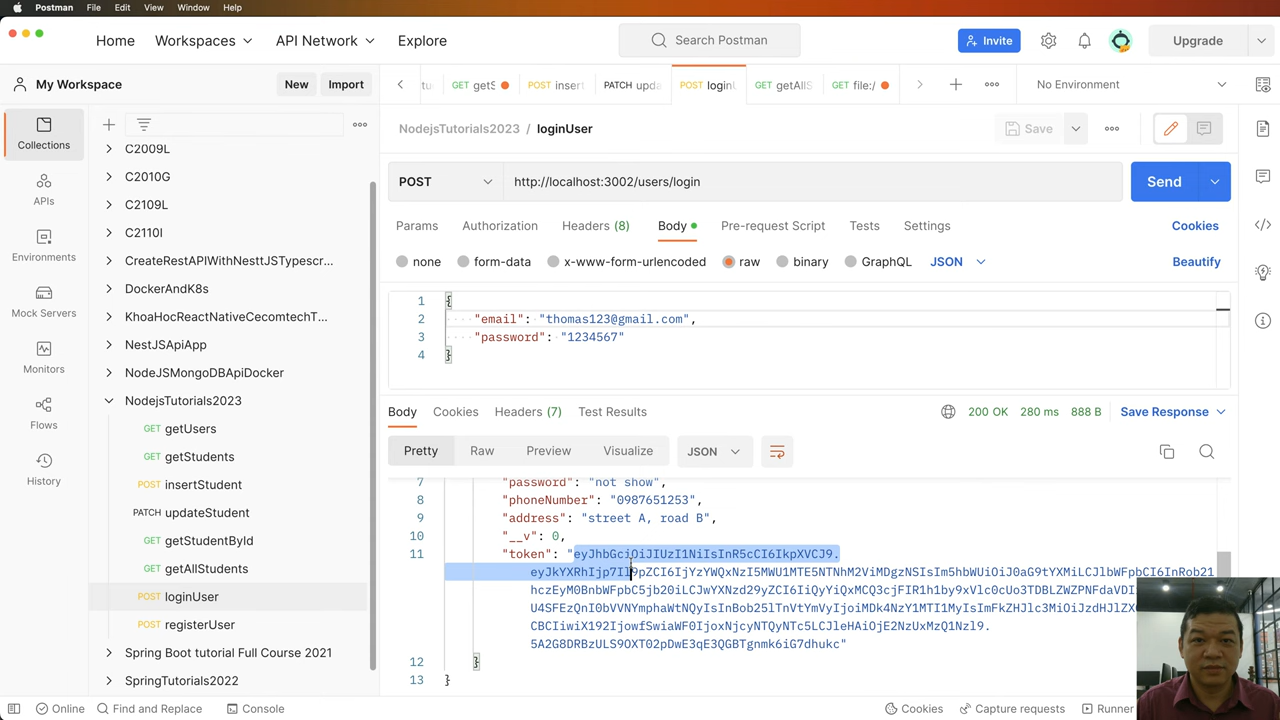 Postman File Edit View Window Help
Home Workspaces API Network Explore Search Postman Invite Upgrade
My Workspace New Import GET getS POST insert PATCH upda POST loginU GET getAllS GET file:/ No Environment
Collections
APIs
Environments
Mock Servers
Monitors
Flows
History
C2009L
C2010G
C2109L
C2110I
CreateRestAPIWithNesttJSTypescr...
DockerAndK8s
KhoaHocReactNativeCecomtechT...
NestJSApiApp
NodeJSMongoDBApiDocker
NodejsTutorials2023
GET getUsers
GET getStudents
POST insertStudent
PATCH updateStudent
GET getStudentById
GET getAllStudents
POST loginUser
POST registerUser
Spring Boot tutorial Full Course 2021
SpringTutorials2022
NodejsTutorials2023 / loginUser Save
POST http://localhost:3002/users/login Send
Params Authorization Headers (8) Body Pre-request Script Tests Settings Cookies
none form-data x-www-form-urlencoded raw binary GraphQL JSON Beautify
1 {
2 "email": "thomas123@gmail.com",
3 "password": "1234567"
4 }
Body Cookies Headers (7) Test Results 200 OK 280 ms 888 B Save Response
Pretty Raw Preview Visualize JSON
7 "password": "not show",
8 "phoneNumber": "0987651253",
9 "address": "street A, road B",
10 "__v": 0,
11 "token": "eyJhbGciOiJIUzI1NiIsInR5cCI6IkpXVCJ9.
12 }
13 }
Online Find and Replace Console Cookies Capture requests Runner